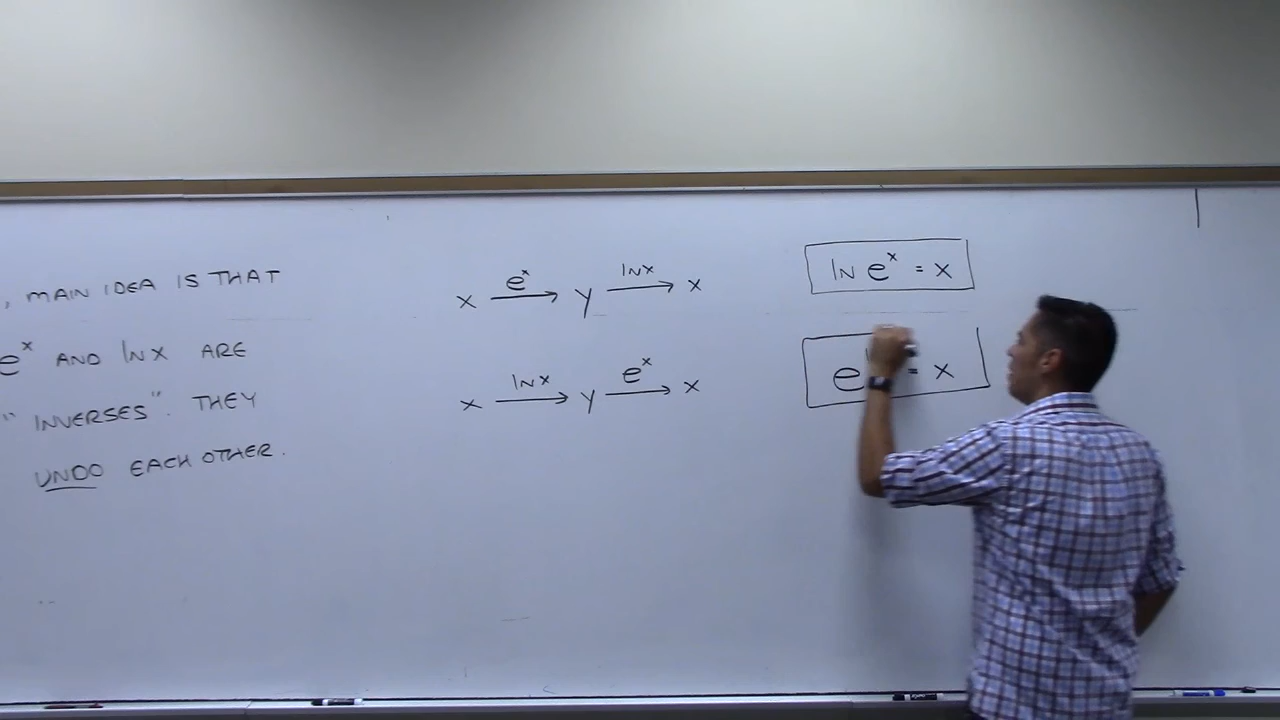 , MAIN IDEA IS THAT
e^x AND ln x ARE
"INVERSES". THEY
UNDO EACH OTHER.
x —e^x→ y —ln x→ x
x —ln x→ y —e^x→ x
ln e^x = x
e = x